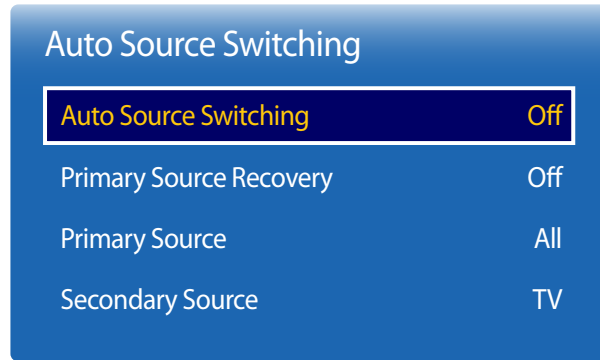 Auto Source Switching
Auto Source Switching Off
Primary Source Recovery Off
Primary Source All
Secondary Source TV